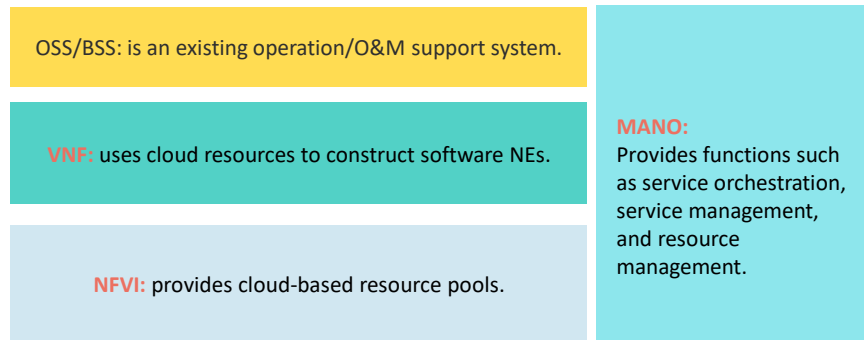 OSS/BSS: is an existing operation/O&M support system.
VNF: uses cloud resources to construct software NEs.
NFVI: provides cloud-based resource pools.
MANO:
Provides functions such
as service orchestration,
service management,
and resource
management.